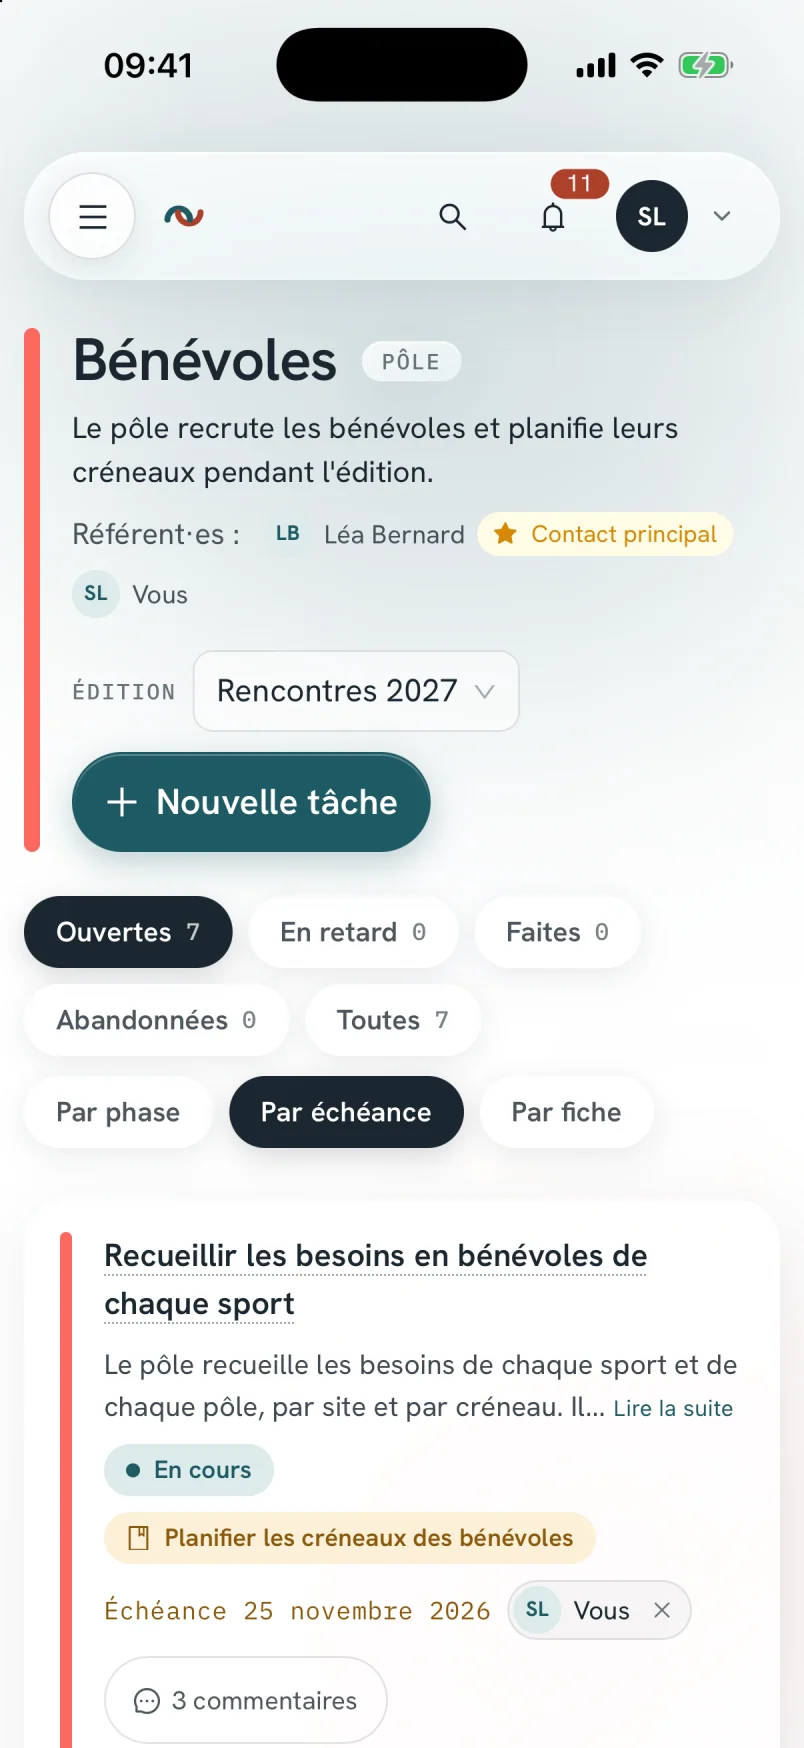 09:41
11
SL
Bénévoles PÔLE
Le pôle recrute les bénévoles et planifie leurs
créneaux pendant l'édition.
Référent·es : LB Léa Bernard Contact principal
SL Vous
ÉDITION Rencontres 2027
Nouvelle tâche
Ouvertes 7 En retard 0 Faites 0
Abandonnées 0 Toutes 7
Par phase Par échéance Par fiche
Recueillir les besoins en bénévoles de
chaque sport
Le pôle recueille les besoins de chaque sport et de
chaque pôle, par site et par créneau. Il... Lire la suite
En cours
Planifier les créneaux des bénévoles
Échéance 25 novembre 2026 SL Vous
3 commentaires